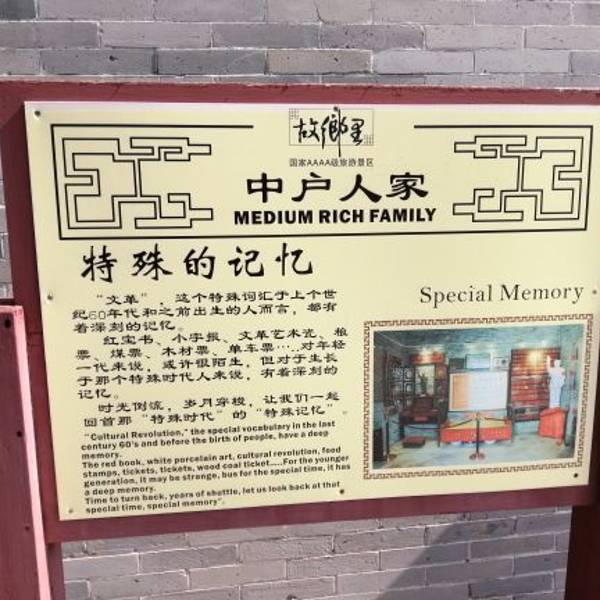 故鄉里
国家AAAA级旅游景区
中户人家
MEDIUM RICH FAMILY
特殊的记忆
Special Memory
“文革”，这个特殊词汇于上个世
纪60年代和之前出生的人而言，都有
着深刻的记忆。
红宝书、小字报、文革艺术瓷、粮
票、煤票、木材票、单车票……对年轻
一代来说，或许很陌生，但对于生长
于那个特殊时代人来说，有着深刻的
记忆。
时光倒流，岁月穿梭，让我们一起
回首那“特殊时代”的“特殊记忆”。
"Cultural Revolution," the special vocabulary in the last
century 60's and before the birth of people, have a deep
memory.
The red book, white porcelain art, cultural revolution, food
stamps, tickets, tickets, wood coal ticket.....For the younger
generation, it may be strange, bus for the special time, it has
a deep memory.
Time to turn back, years of shuttle, let us look back at that
special time, special memory".